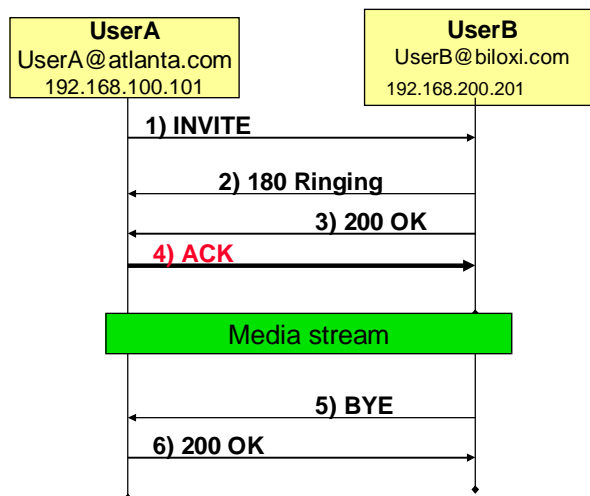 UserA
UserA@atlanta.com
192.168.100.101
UserB
UserB@biloxi.com
192.168.200.201
1) INVITE
2) 180 Ringing
3) 200 OK
4) ACK
Media stream
5) BYE
6) 200 OK